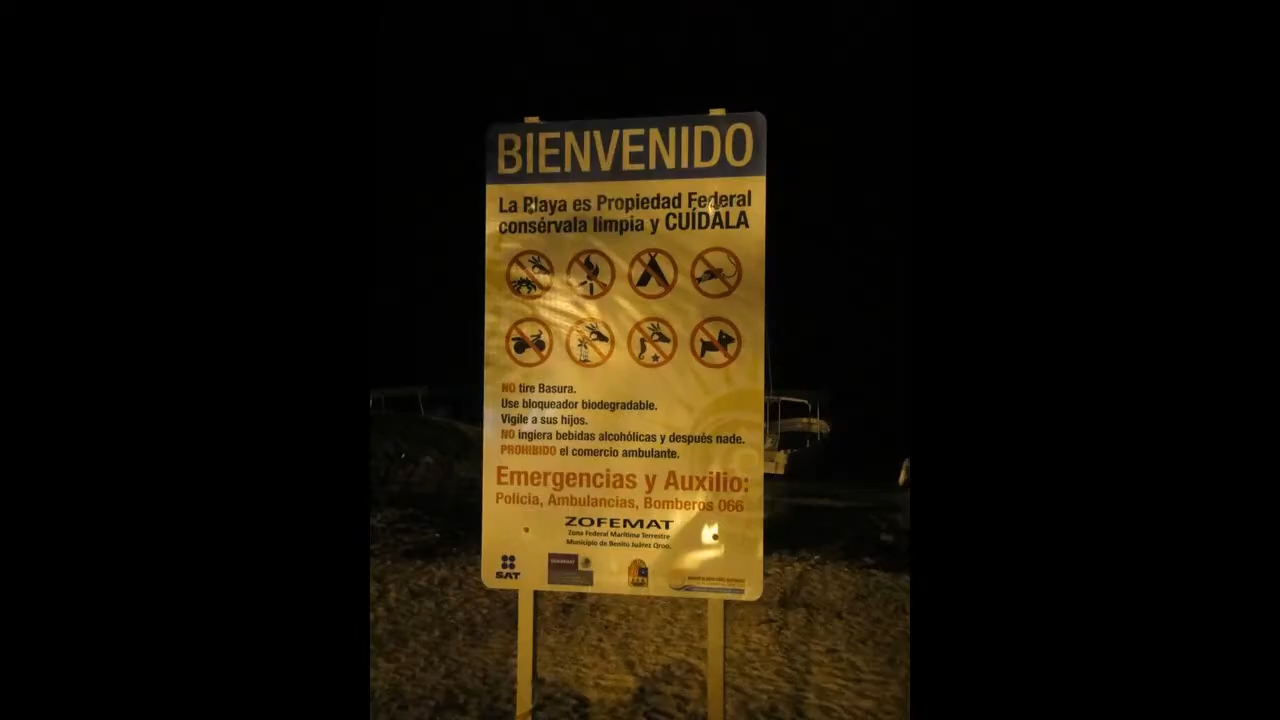 BIENVENIDO
La Playa es Propiedad Federal
consérvala limpia y CUÍDALA
NO tire Basura.
Use bloqueador biodegradable.
Vigile a sus hijos.
NO ingiera bebidas alcohólicas y después nade.
PROHIBIDO el comercio ambulante.
Emergencias y Auxilio:
Policia, Ambulancias, Bomberos 066
ZOFEMAT
Zona Federal Marítima Terrestre
Municipio de Benito Juárez Qroo.
SAT